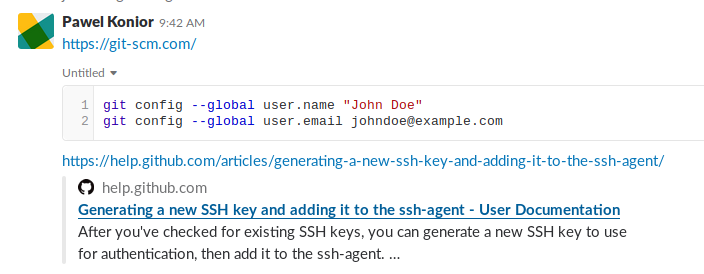 Pawel Konior 9:42 AM
https://git-scm.com/
Untitled
1 git config --global user.name "John Doe"
2 git config --global user.email johndoe@example.com
https://help.github.com/articles/generating-a-new-ssh-key-and-adding-it-to-the-ssh-agent/
help.github.com
Generating a new SSH key and adding it to the ssh-agent - User Documentation
After you've checked for existing SSH keys, you can generate a new SSH key to use
for authentication, then add it to the ssh-agent. ...